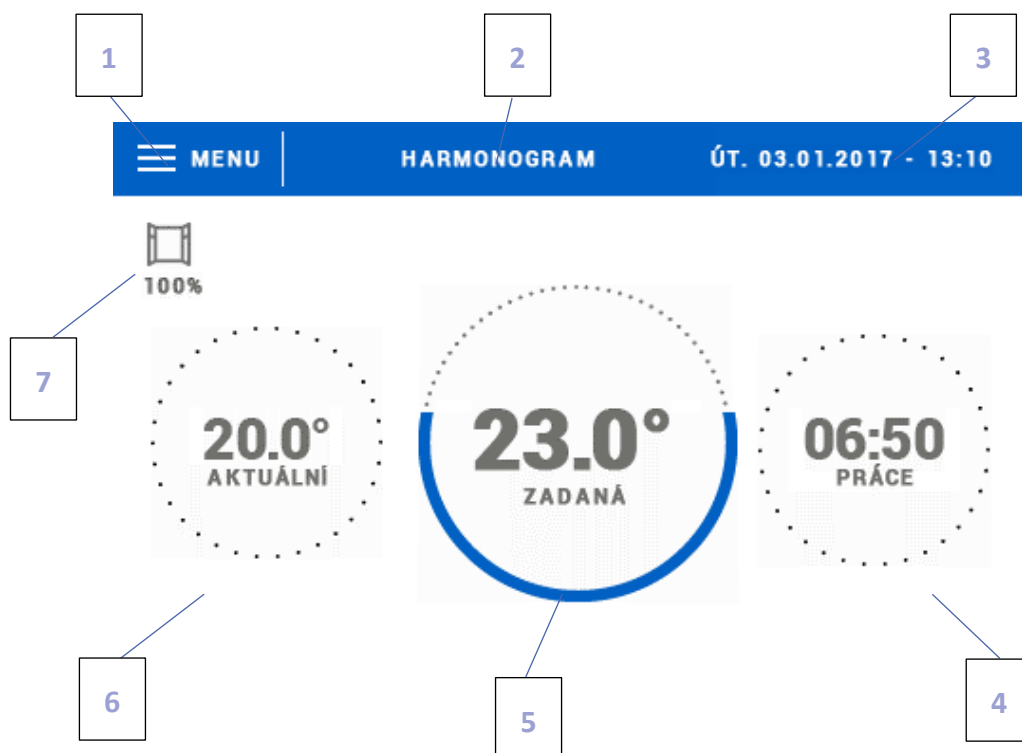 1
2
3
MENU
HARMONOGRAM
ÚT. 03.01.2017 - 13:10
100%
7
20.0°
AKTUÁLNÍ
23.0°
ZADANÁ
06:50
PRÁCE
6
5
4